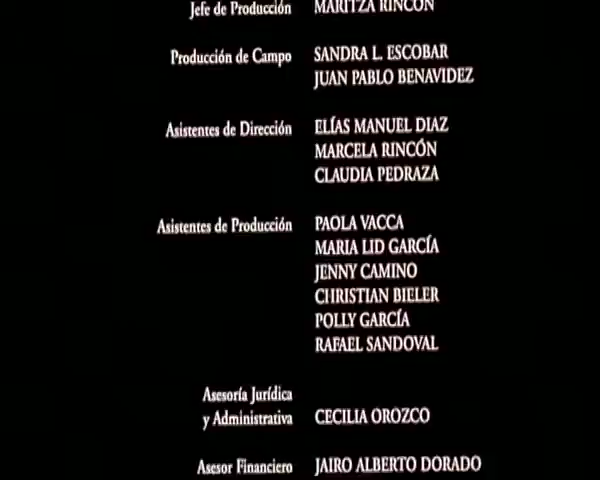 Jefe de Producción MARITZA RINCÓN
Producción de Campo SANDRA L. ESCOBAR
JUAN PABLO BENAVIDEZ
Asistentes de Dirección ELÍAS MANUEL DIAZ
MARCELA RINCÓN
CLAUDIA PEDRAZA
Asistentes de Producción PAOLA VACCA
MARIA LID GARCÍA
JENNY CAMINO
CHRISTIAN BIELER
POLLY GARCÍA
RAFAEL SANDOVAL
Asesoría Jurídica
y Administrativa CECILIA OROZCO
Asesor Financiero JAIRO ALBERTO DORADO